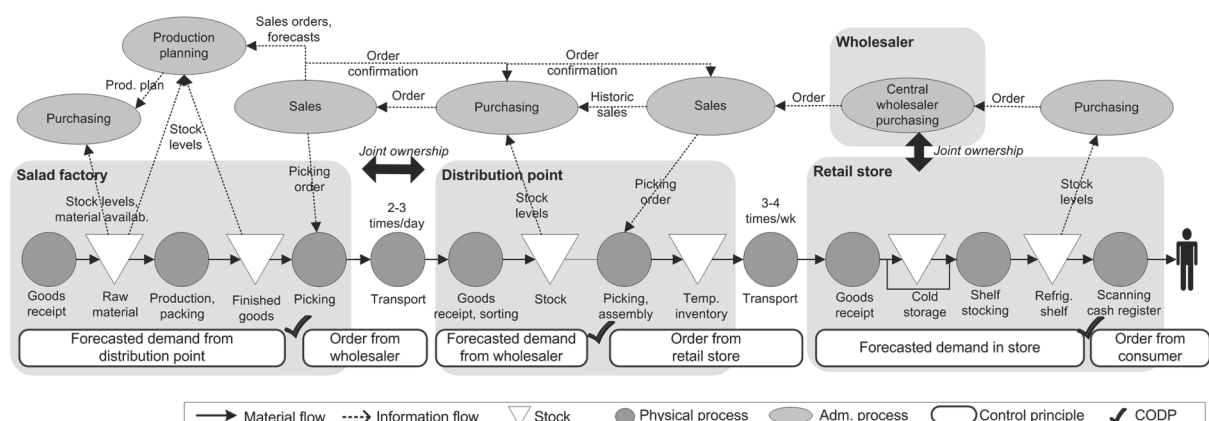 Sales orders,
forecasts
Production
planning
Order
confirmation
Order
confirmation
Wholesaler
Prod. plan
Purchasing
Sales
Order
Purchasing
Historic
sales
Sales
Order
Central
wholesaler
purchasing
Order
Purchasing
Stock
levels
Joint ownership
Joint ownership
Salad factory
Picking
order
Distribution point
Retail store
Stock levels,
material availab.
Stock
levels
Picking
order
Stock
levels
2-3
times/day
3-4
times/wk
Goods
receipt
Raw
material
Production,
packing
Finished
goods
Picking
Transport
Goods
receipt, sorting
Stock
Picking,
assembly
Temp.
inventory
Transport
Goods
receipt
Cold
storage
Shelf
stocking
Refrig.
shelf
Scanning
cash register
Forecasted demand from
distribution point
Order from
wholesaler
Forecasted demand
from wholesaler
Order from
retail store
Forecasted demand in store
Order from
consumer
Material flow
Information flow
Stock
Physical process
Adm. process
Control principle
CODP